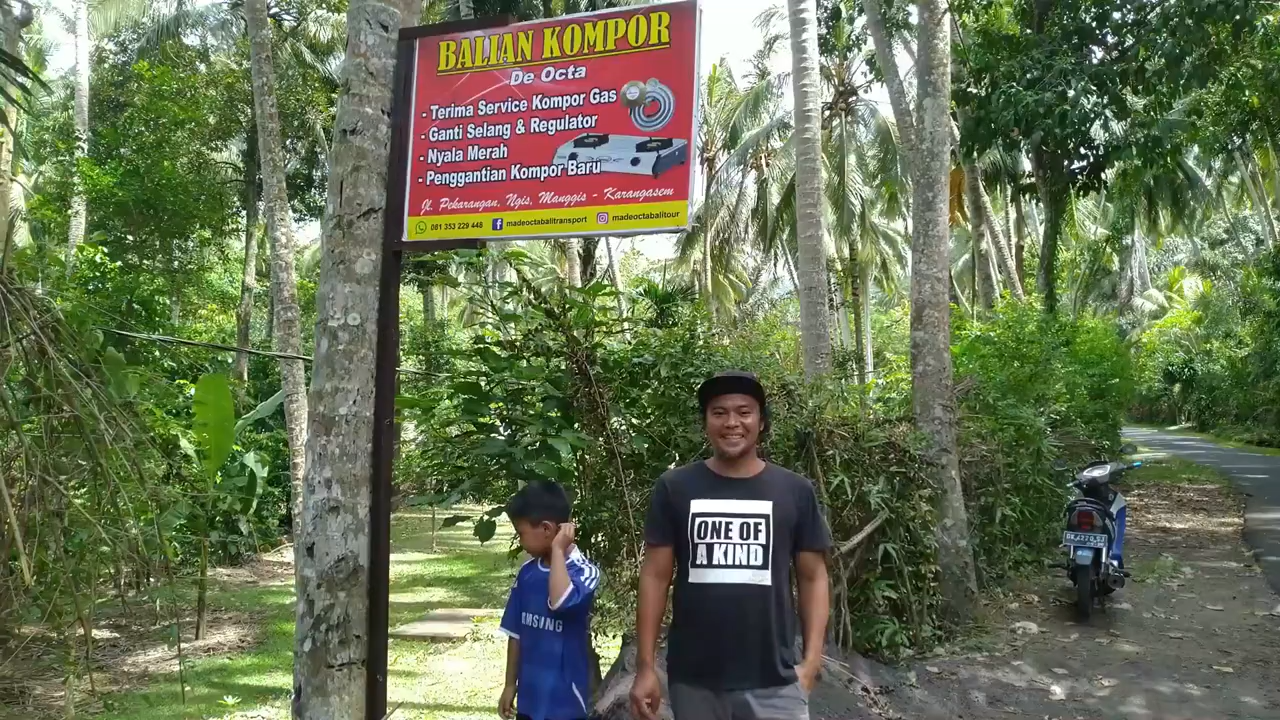 BALIAN KOMPOR
De Octa
- Terima Service Kompor Gas
- Ganti Selang & Regulator
- Nyala Merah
- Penggantian Kompor Baru
Jl. Pekarangan, Ngis, Manggis - Karangasem
081 353 229 448 madeoctabalitransport madeoctabalitour
ONE OF
A KIND
SAMSUNG